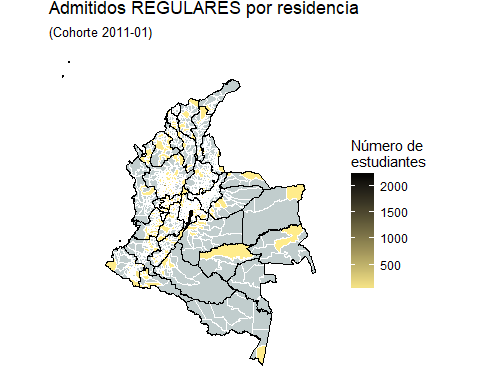 Admitidos REGULARES por residencia
(Cohorte 2011-01)
Número de
estudiantes
2000
1500
1000
500